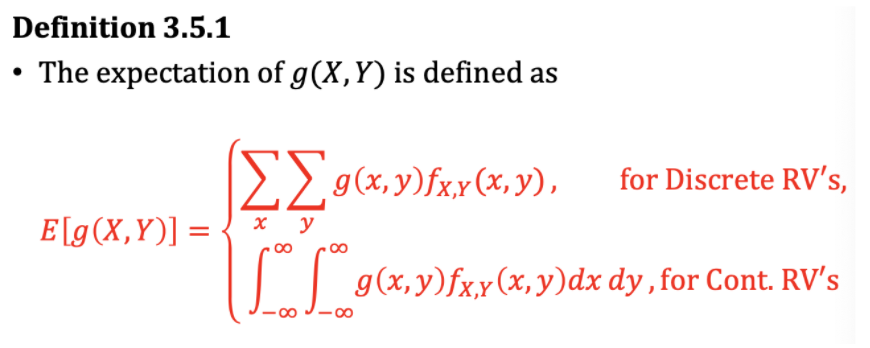 Definition 3.5.1
• The expectation of g(X,Y) is defined as
E[g(X,Y)] = { ∑x ∑y g(x,y)f_{X,Y}(x,y), for Discrete RV's,
∫_{-∞}^{∞} ∫_{-∞}^{∞} g(x,y)f_{X,Y}(x,y)dx dy, for Cont. RV's